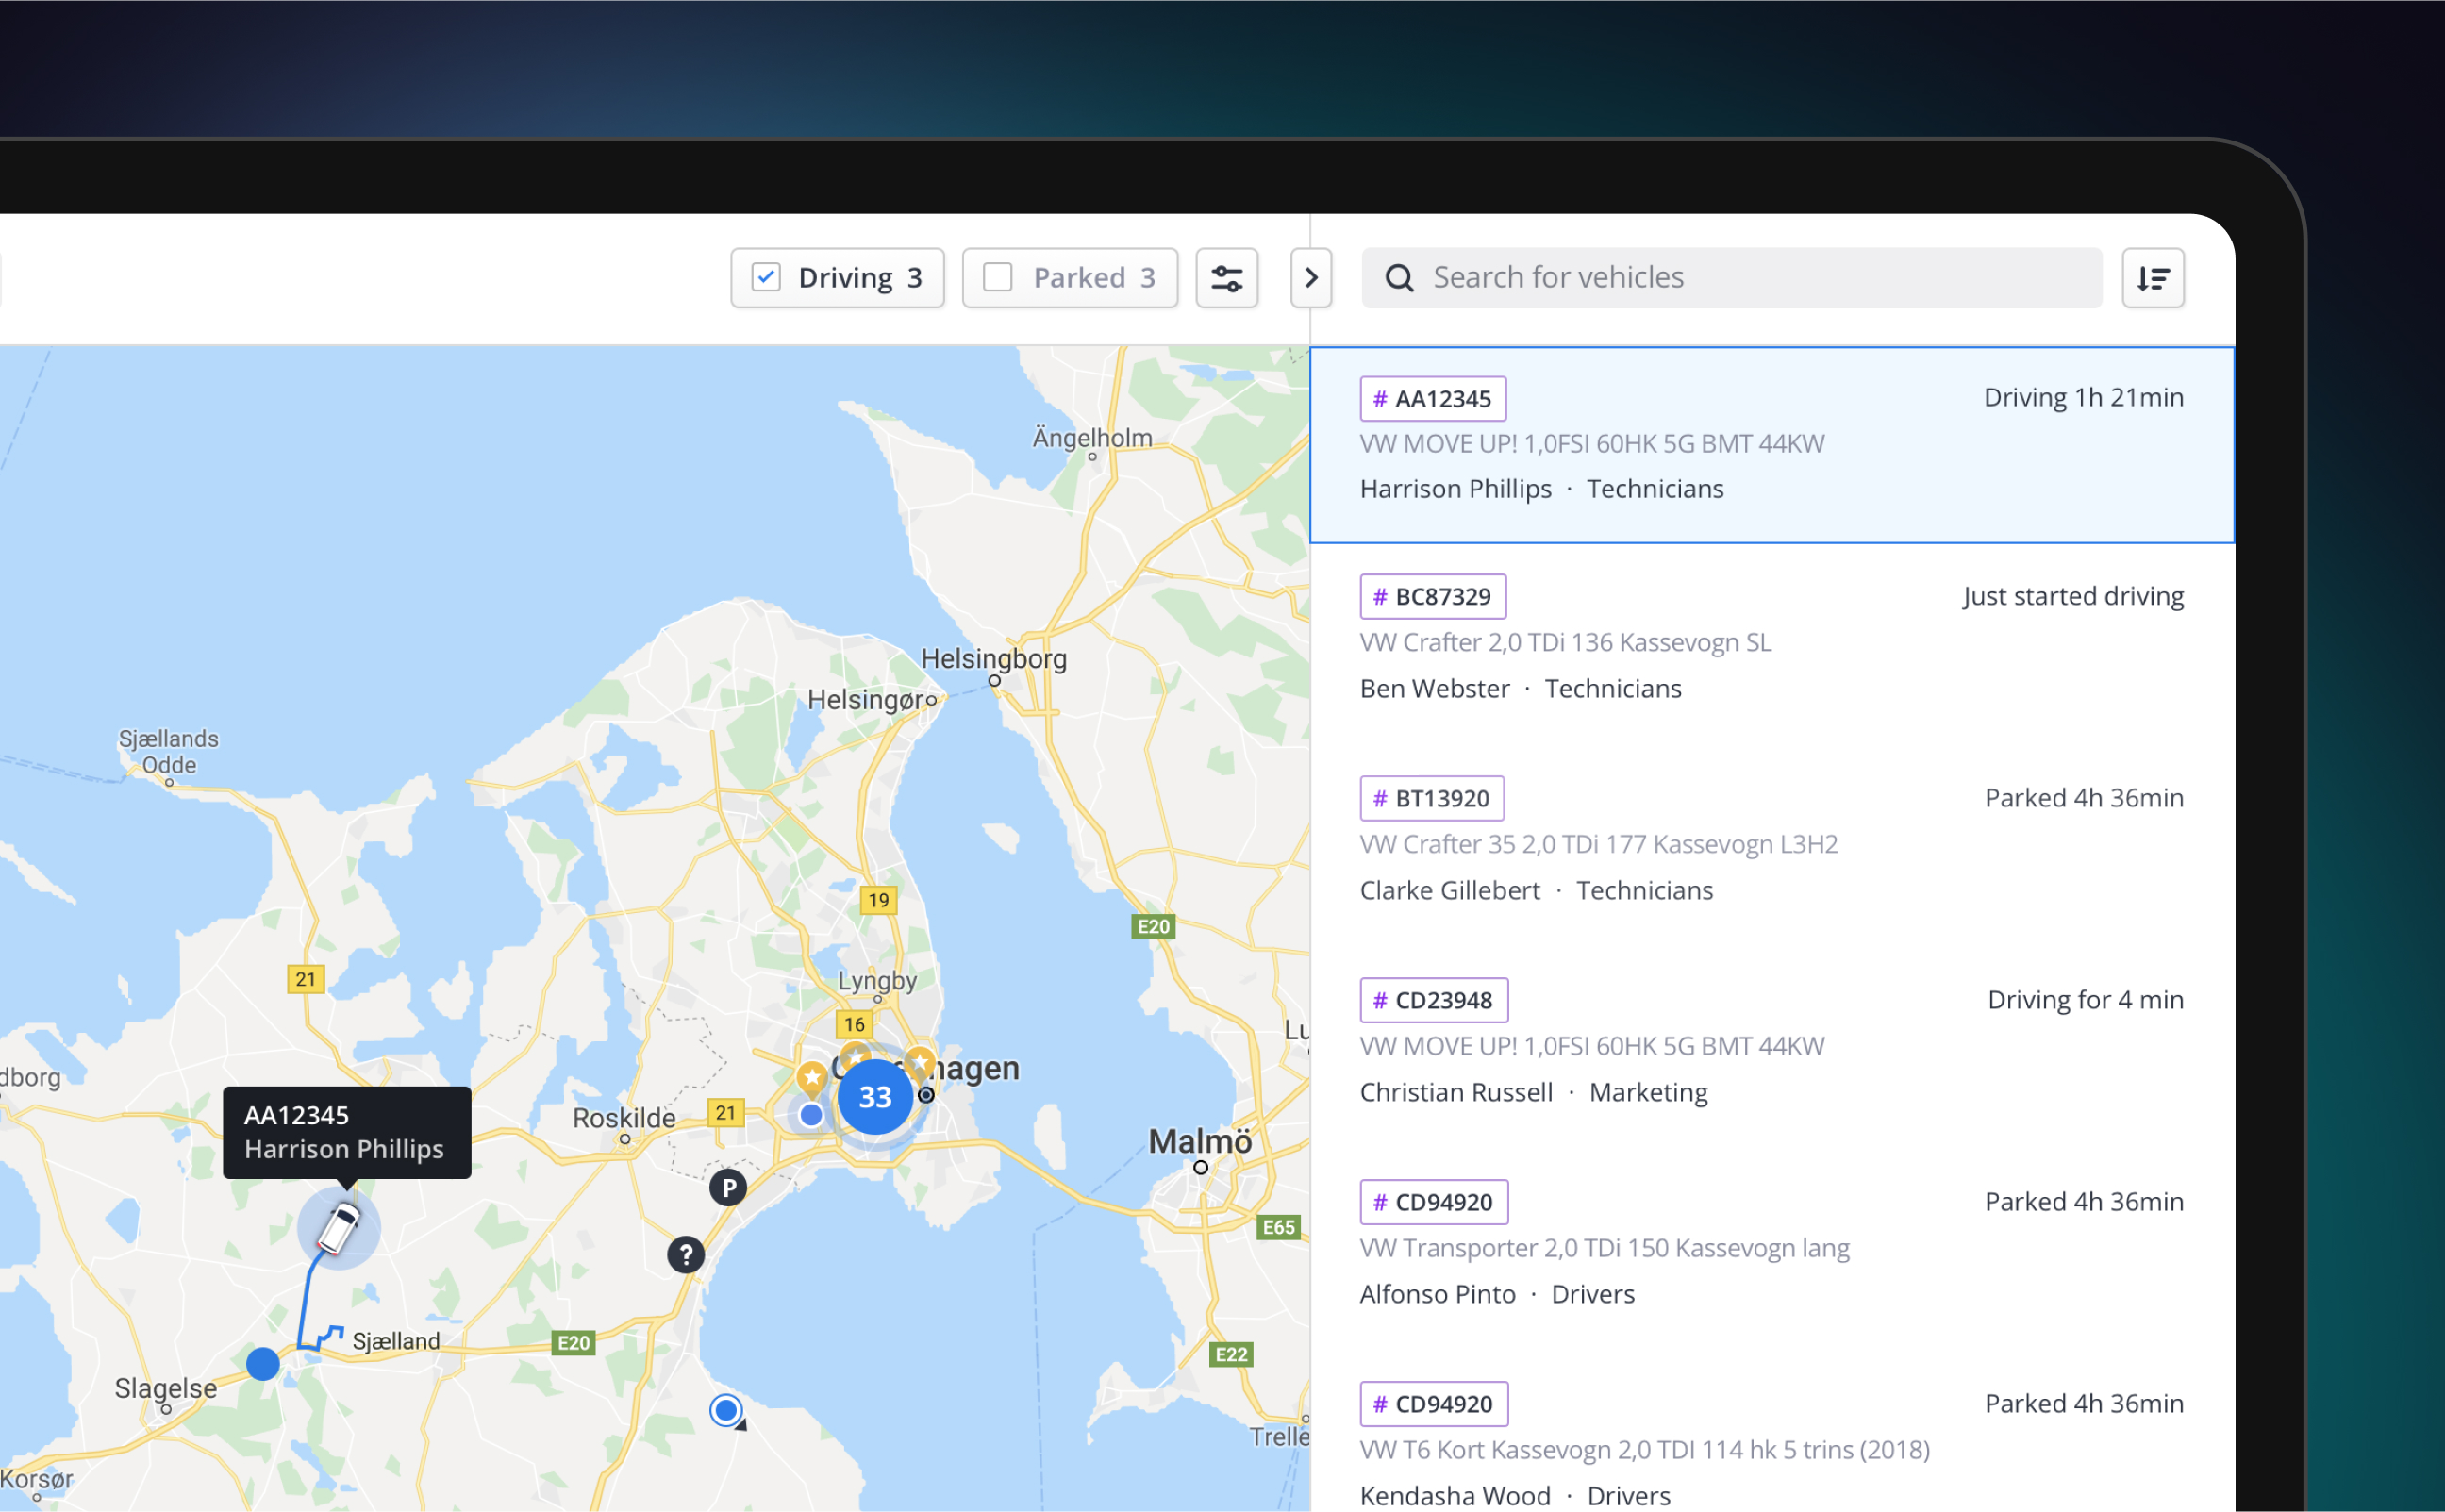 Driving 3
Parked 3
Search for vehicles
# AA12345
Driving 1h 21min
VW MOVE UP! 1,0FSI 60HK 5G BMT 44KW
Harrison Phillips · Technicians
# BC87329
Just started driving
VW Crafter 2,0 TDi 136 Kassevogn SL
Ben Webster · Technicians
# BT13920
Parked 4h 36min
VW Crafter 35 2,0 TDi 177 Kassevogn L3H2
Clarke Gillebert · Technicians
# CD23948
Driving for 4 min
VW MOVE UP! 1,0FSI 60HK 5G BMT 44KW
Christian Russell · Marketing
# CD94920
Parked 4h 36min
VW Transporter 2,0 TDi 150 Kassevogn lang
Alfonso Pinto · Drivers
# CD94920
Parked 4h 36min
VW T6 Kort Kassevogn 2,0 TDI 114 hk 5 trins (2018)
Kendasha Wood · Drivers
Ängelholm
Helsingborg
Helsingør
Sjællands
Odde
19
E20
21
Lyngby
16
Lu
hagen
33
dborg
AA12345
Harrison Phillips
Roskilde
21
Malmö
P
E65
?
Sjælland
E20
E22
Slagelse
Trelle
Korsør